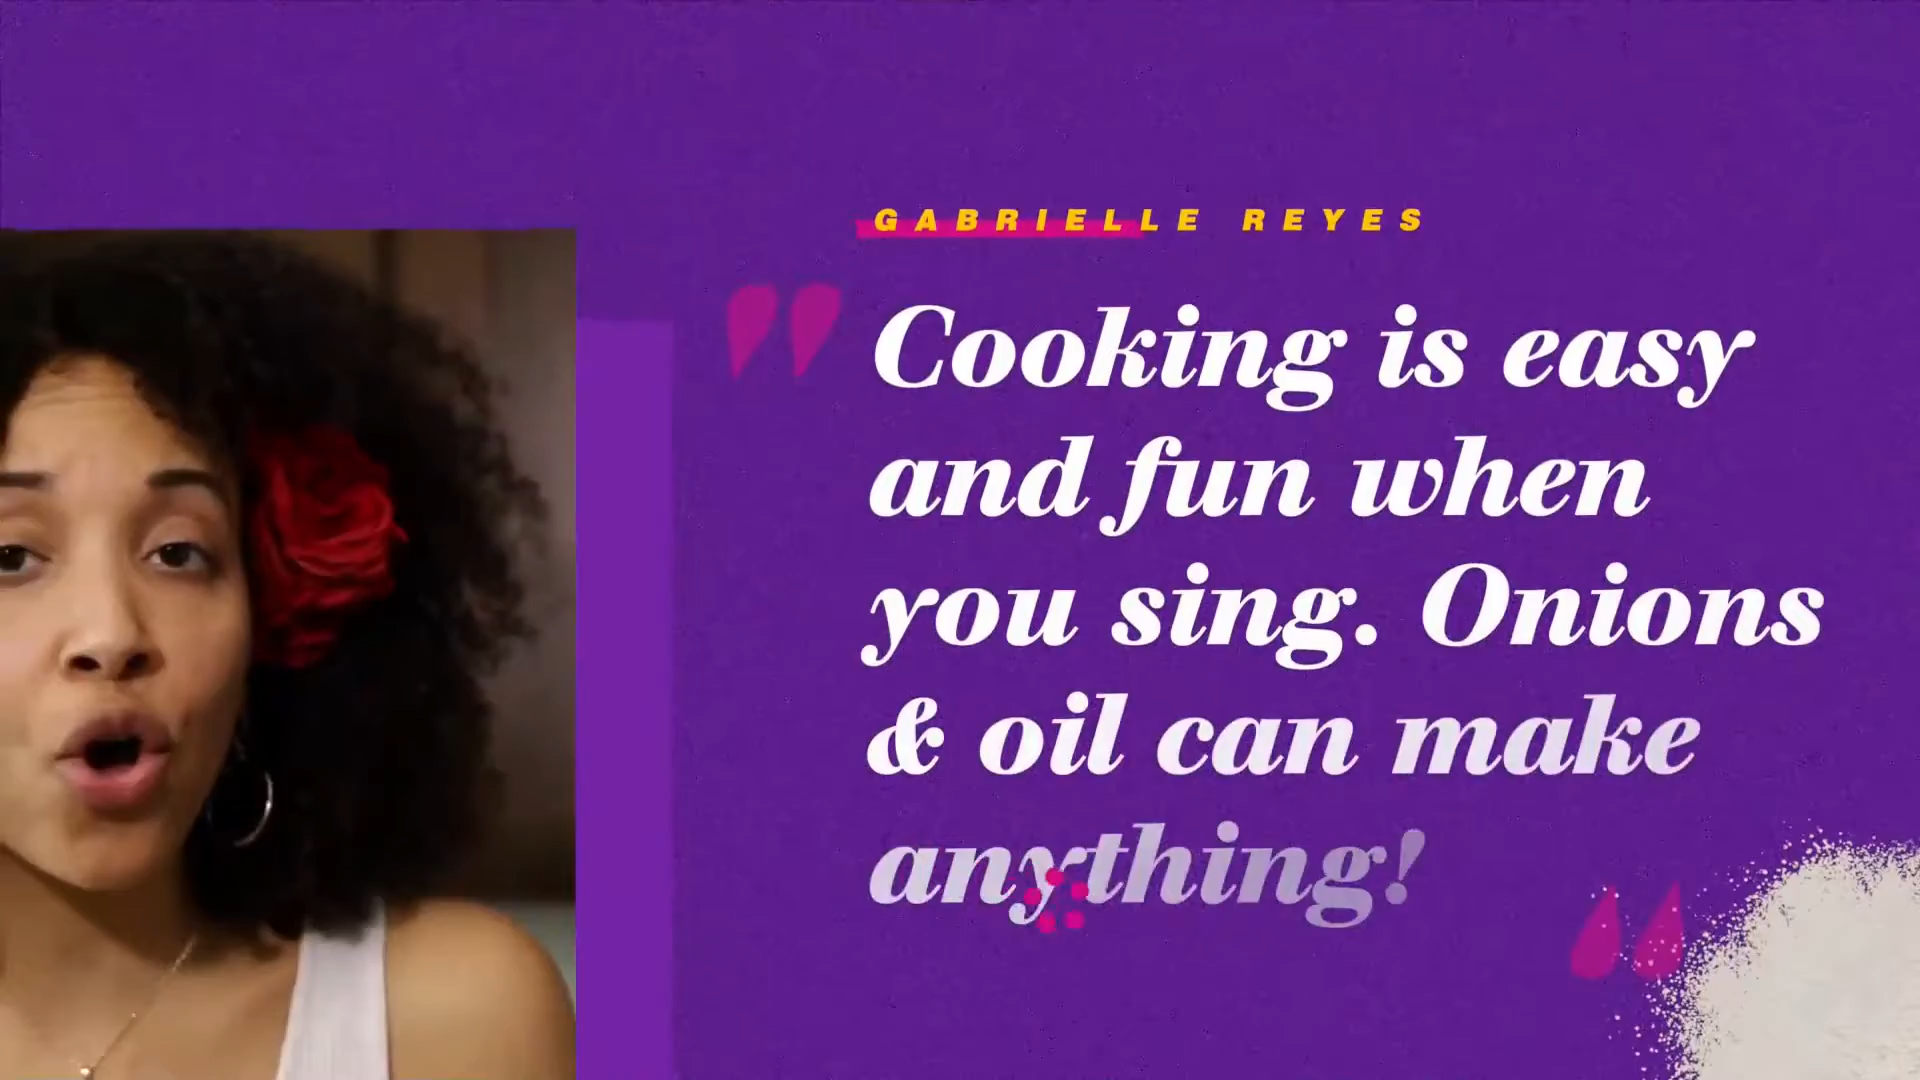 GABRIELLE REYES
"Cooking is easy
and fun when
you sing. Onions
& oil can make
anything!"